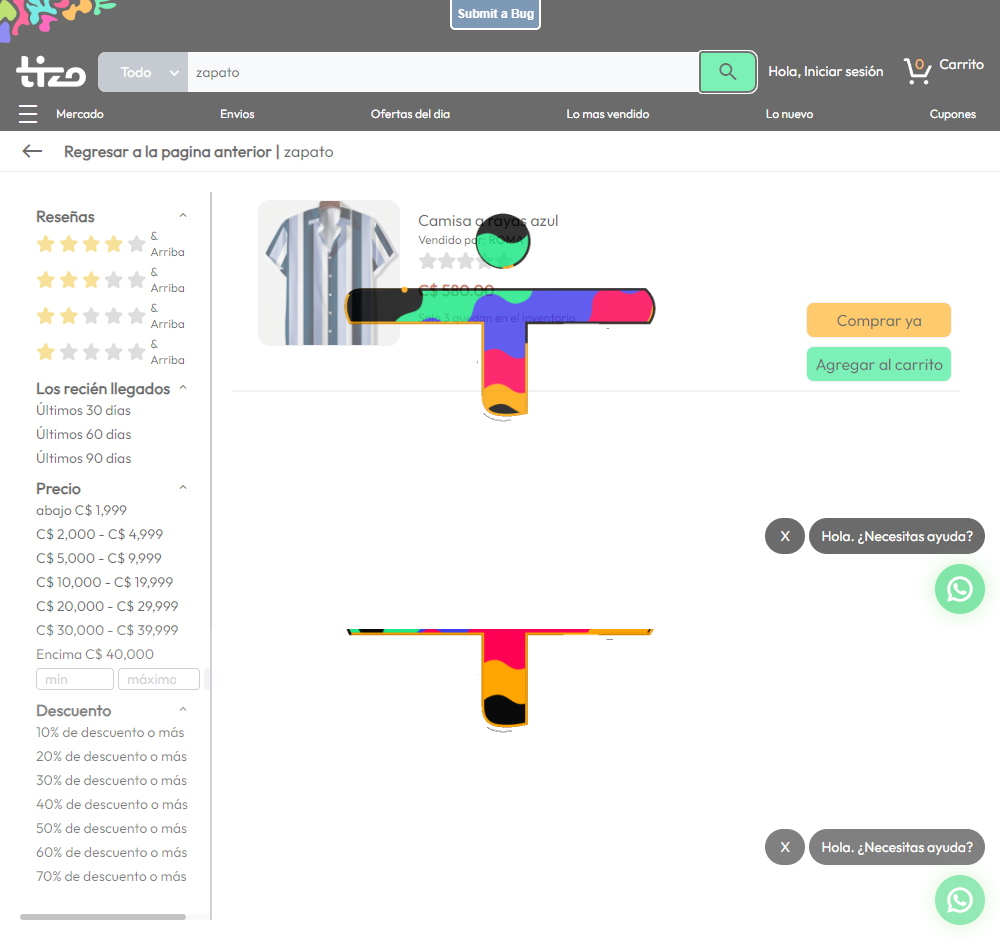 Submit a Bug
tizo
Todo
zapato
Hola, Iniciar sesión
0
Carrito
Mercado
Envios
Ofertas del dia
Lo mas vendido
Lo nuevo
Cupones
Regresar a la pagina anterior | zapato
Reseñas
&
Arriba
&
Arriba
&
Arriba
&
Arriba
Los recién llegados
Últimos 30 días
Últimos 60 días
Últimos 90 días
Precio
abajo C$ 1,999
C$ 2,000 - C$ 4,999
C$ 5,000 - C$ 9,999
C$ 10,000 - C$ 19,999
C$ 20,000 - C$ 29,999
C$ 30,000 - C$ 39,999
Encima C$ 40,000
mín
máximo
Descuento
10% de descuento o más
20% de descuento o más
30% de descuento o más
40% de descuento o más
50% de descuento o más
60% de descuento o más
70% de descuento o más
Camisa a rayas azul
Vendido por: ROMA
C$ 580.00
Solo 3 quedan en el inventario
Comprar ya
Agregar al carrito
X
Hola. ¿Necesitas ayuda?
X
Hola. ¿Necesitas ayuda?